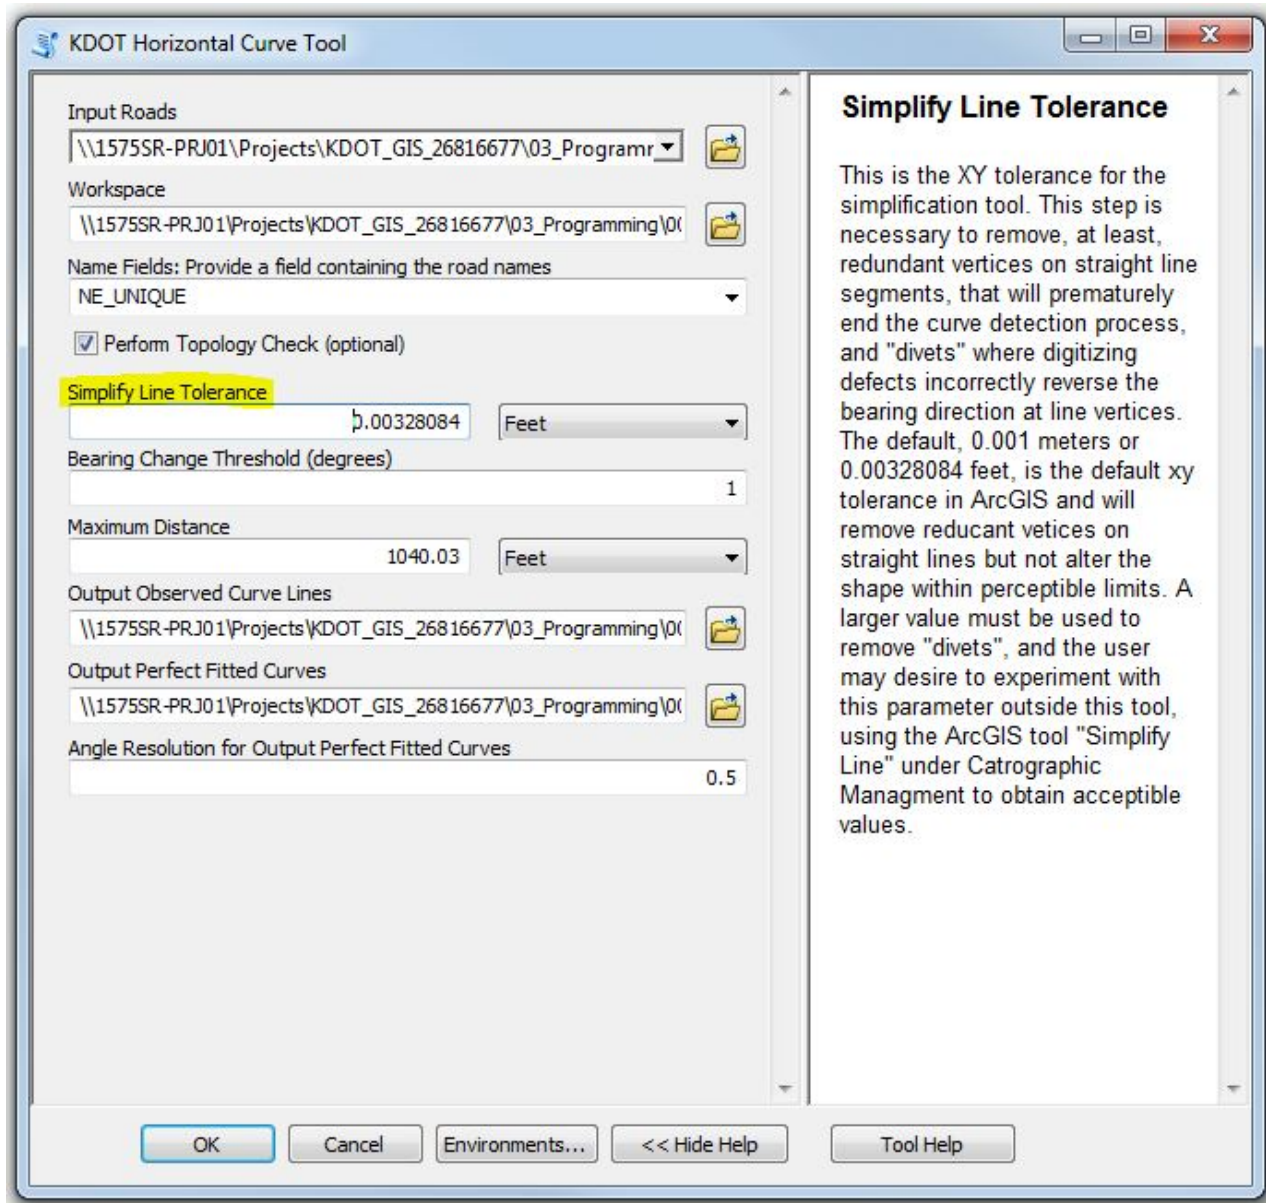 KDOT Horizontal Curve Tool
Input Roads
\\1575SR-PRJ01\Projects\KDOT_GIS_26816677\03_Programr
Workspace
\\1575SR-PRJ01\Projects\KDOT_GIS_26816677\03_Programming\0(
Name Fields: Provide a field containing the road names
NE_UNIQUE
Perform Topology Check (optional)
Simplify Line Tolerance
0.00328084
Feet
Bearing Change Threshold (degrees)
1
Maximum Distance
1040.03
Feet
Output Observed Curve Lines
\\1575SR-PRJ01\Projects\KDOT_GIS_26816677\03_Programming\0(
Output Perfect Fitted Curves
\\1575SR-PRJ01\Projects\KDOT_GIS_26816677\03_Programming\0(
Angle Resolution for Output Perfect Fitted Curves
0.5
OK
Cancel
Environments...
<< Hide Help
Simplify Line Tolerance
This is the XY tolerance for the
simplification tool. This step is
necessary to remove, at least,
redundant vertices on straight line
segments, that will prematurely
end the curve detection process,
and "divets" where digitizing
defects incorrectly reverse the
bearing direction at line vertices.
The default, 0.001 meters or
0.00328084 feet, is the default xy
tolerance in ArcGIS and will
remove reducant vetices on
straight lines but not alter the
shape within perceptible limits. A
larger value must be used to
remove "divets", and the user
may desire to experiment with
this parameter outside this tool,
using the ArcGIS tool "Simplify
Line" under Catrographic
Managment to obtain acceptible
values.
Tool Help